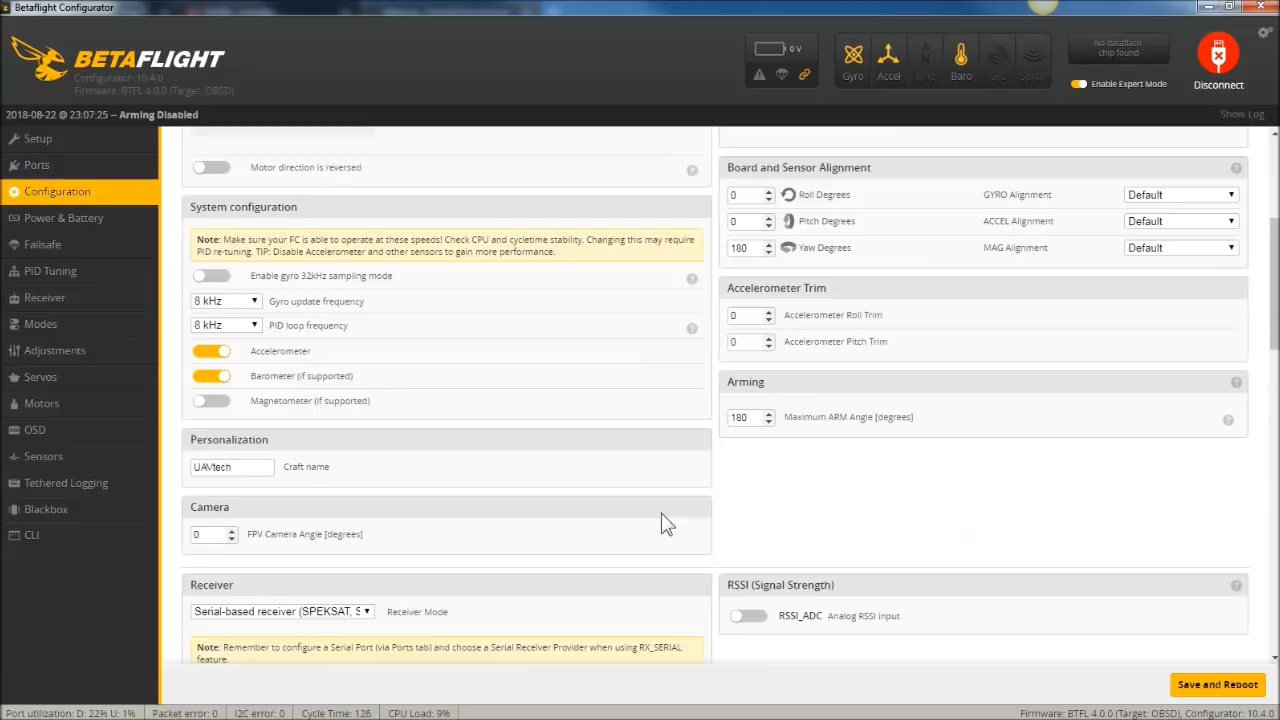 Betaflight Configurator
BETAFLIGHT
Configurator: 10.4.0
Firmware: BTFL 4.0.0 (Target: OBSD)
0 V
Gyro
Accel
Mag
Baro
GPS
Sonar
No dataflash
chip found
Enable Expert Mode
Disconnect
2018-08-22 @ 23:07:25 -- Arming Disabled
Show Log
Setup
Ports
Configuration
Power & Battery
Failsafe
PID Tuning
Receiver
Modes
Adjustments
Servos
Motors
OSD
Sensors
Tethered Logging
Blackbox
CLI
Motor direction is reversed
System configuration
Note: Make sure your FC is able to operate at these speeds! Check CPU and cycletime stability. Changing this may require
PID re-tuning. TIP: Disable Accelerometer and other sensors to gain more performance.
Enable gyro 32kHz sampling mode
8 kHz Gyro update frequency
8 kHz PID loop frequency
Accelerometer
Barometer (if supported)
Magnetometer (if supported)
Personalization
UAVtech Craft name
Camera
0 FPV Camera Angle [degrees]
Receiver
Serial-based receiver (SPEKSAT, S Receiver Mode
Note: Remember to configure a Serial Port (via Ports tab) and choose a Serial Receiver Provider when using RX_SERIAL
feature.
Board and Sensor Alignment
0 Roll Degrees GYRO Alignment Default
0 Pitch Degrees ACCEL Alignment Default
180 Yaw Degrees MAG Alignment Default
Accelerometer Trim
0 Accelerometer Roll Trim
0 Accelerometer Pitch Trim
Arming
180 Maximum ARM Angle [degrees]
RSSI (Signal Strength)
RSSI_ADC Analog RSSI input
Save and Reboot
Port utilization: D: 22% U: 1% Packet error: 0 I2C error: 0 Cycle Time: 126 CPU Load: 9% Firmware: BTFL 4.0.0 (Target: OBSD), Configurator: 10.4.0